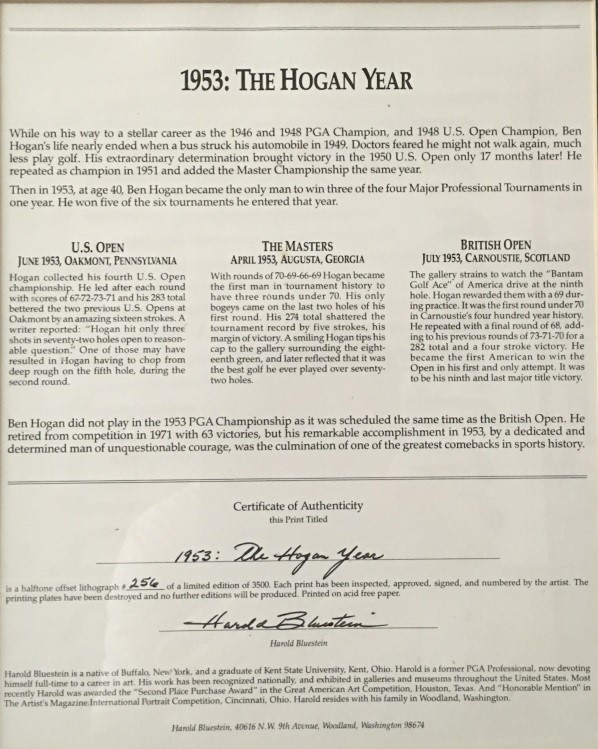 1953: THE HOGAN YEAR
While on his way to a stellar career as the 1946 and 1948 PGA Champion, and 1948 U.S. Open Champion, Ben
Hogan's life nearly ended when a bus struck his automobile in 1949. Doctors feared he might not walk again, much
less play golf. His extraordinary determination brought victory in the 1950 U.S. Open only 17 months later! He
repeated as champion in 1951 and added the Master Championship the same year.
Then in 1953, at age 40, Ben Hogan became the only man to win three of the four Major Professional Tournaments in
one year. He won five of the six tournaments he entered that year.
U.S. OPEN
JUNE 1953, OAKMONT, PENNSYLVANIA
Hogan collected his fourth U.S. Open
championship. He led after each round
with scores of 67-72-73-71 and his 283 total
bettered the two previous U.S. Opens at
Oakmont by an amazing sixteen strokes. A
writer reported: "Hogan hit only three
shots in seventy-two holes open to reason-
able question." One of those may have
resulted in Hogan having to chop from
deep rough on the fifth hole, during the
second round.
THE MASTERS
APRIL 1953, AUGUSTA, GEORGIA
With rounds of 70-69-66-69 Hogan became
the first man in tournament history to
have three rounds under 70. His only
bogeys came on the last two holes of his
first round. His 274 total shattered the
tournament record by five strokes, his
margin of victory. A smiling Hogan tips his
cap to the gallery surrounding the eight-
eenth green, and later reflected that it was
the best golf he ever played over seventy-
two holes.
BRITISH OPEN
JULY 1953, CARNOUSTIE, SCOTLAND
The gallery strains to watch the "Bantam
Golf Ace" of America drive at the ninth
hole. Hogan rewarded them with a 69 dur-
ing practice. It was the first round under 70
in Carnoustie's four hundred year history.
He repeated with a final round of 68, add-
ing to his previous rounds of 73-71-70 for a
282 total and a four stroke victory. He
became the first American to win the
Open in his first and only attempt. It was
to be his ninth and last major title victory.
Ben Hogan did not play in the 1953 PGA Championship as it was scheduled the same time as the British Open. He
retired from competition in 1971 with 63 victories, but his remarkable accomplishment in 1953, by a dedicated and
determined man of unquestionable courage, was the culmination of one of the greatest comebacks in sports history.
Certificate of Authenticity
this Print Titled
1953: The Hogan Year
is a halftone offset lithograph # 256 of a limited edition of 3500. Each print has been inspected, approved, signed, and numbered by the artist. The
printing plates have been destroyed and no further editions will be produced. Printed on acid free paper.
Harold Bluestein
Harold Bluestein
Harold Bluestein is a native of Buffalo, New York, and a graduate of Kent State University, Kent, Ohio. Harold is a former PGA Professional, now devoting
himself full-time to a career in art. His work has been recognized nationally, and exhibited in galleries and museums throughout the United States. Most
recently Harold was awarded the "Second Place Purchase Award" in the Great American Art Competition, Houston, Texas. And "Honorable Mention" in
The Artist's Magazine International Portrait Competition, Cincinnati, Ohio. Harold resides with his family in Woodland, Washington.
Harold Bluestein, 40616 N.W. 9th Avenue, Woodland, Washington 98674